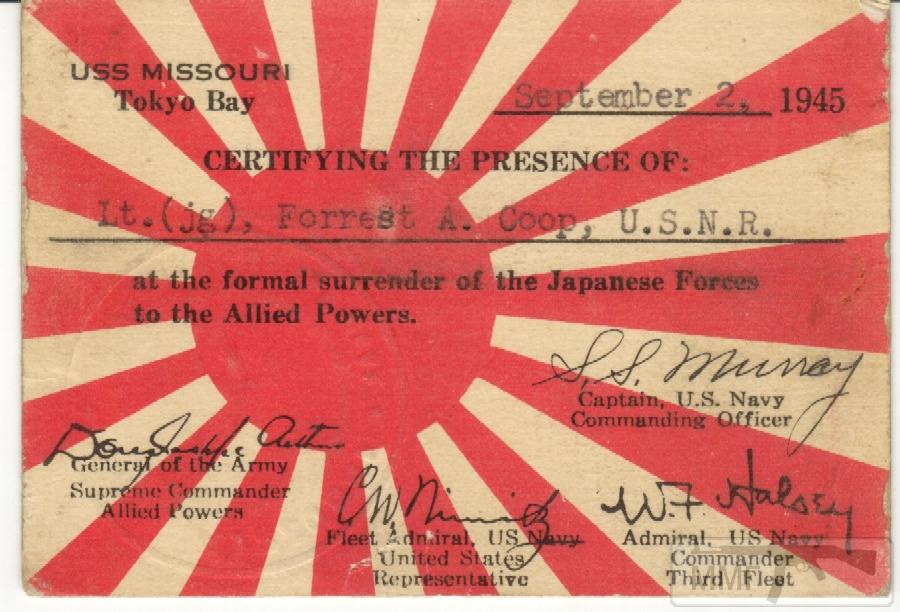 USS MISSOURI
Tokyo Bay
September 2, 1945
CERTIFYING THE PRESENCE OF:
Lt.(jg), Forrest A. Coop, U.S.N.R.
at the formal surrender of the Japanese Forces
to the Allied Powers.
S. S. Murray
Captain, U.S. Navy
Commanding Officer
Douglas MacArthur
General of the Army
Supreme Commander
Allied Powers
C W Nimitz
Fleet Admiral, US Navy
United States
Representative
W F Halsey
Admiral, US Navy
Commander
Third Fleet
MMF